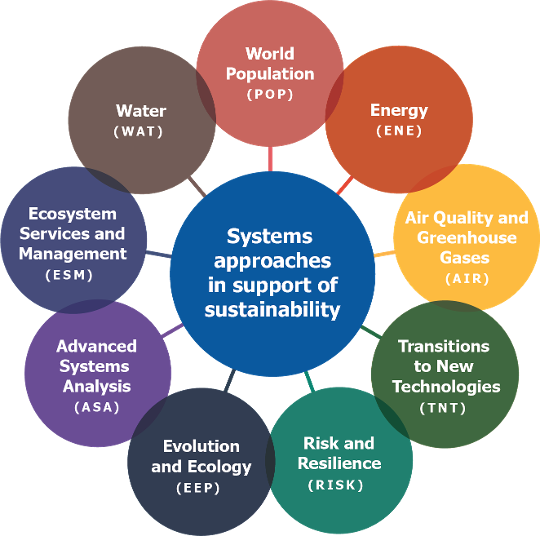 World
Population
(POP)
Energy
(ENE)
Air Quality and
Greenhouse
Gases
(AIR)
Transitions
to New
Technologies
(TNT)
Risk and
Resilience
(RISK)
Evolution
and Ecology
(EEP)
Advanced
Systems
Analysis
(ASA)
Ecosystem
Services and
Management
(ESM)
Water
(WAT)
Systems
approaches
in support of
sustainability